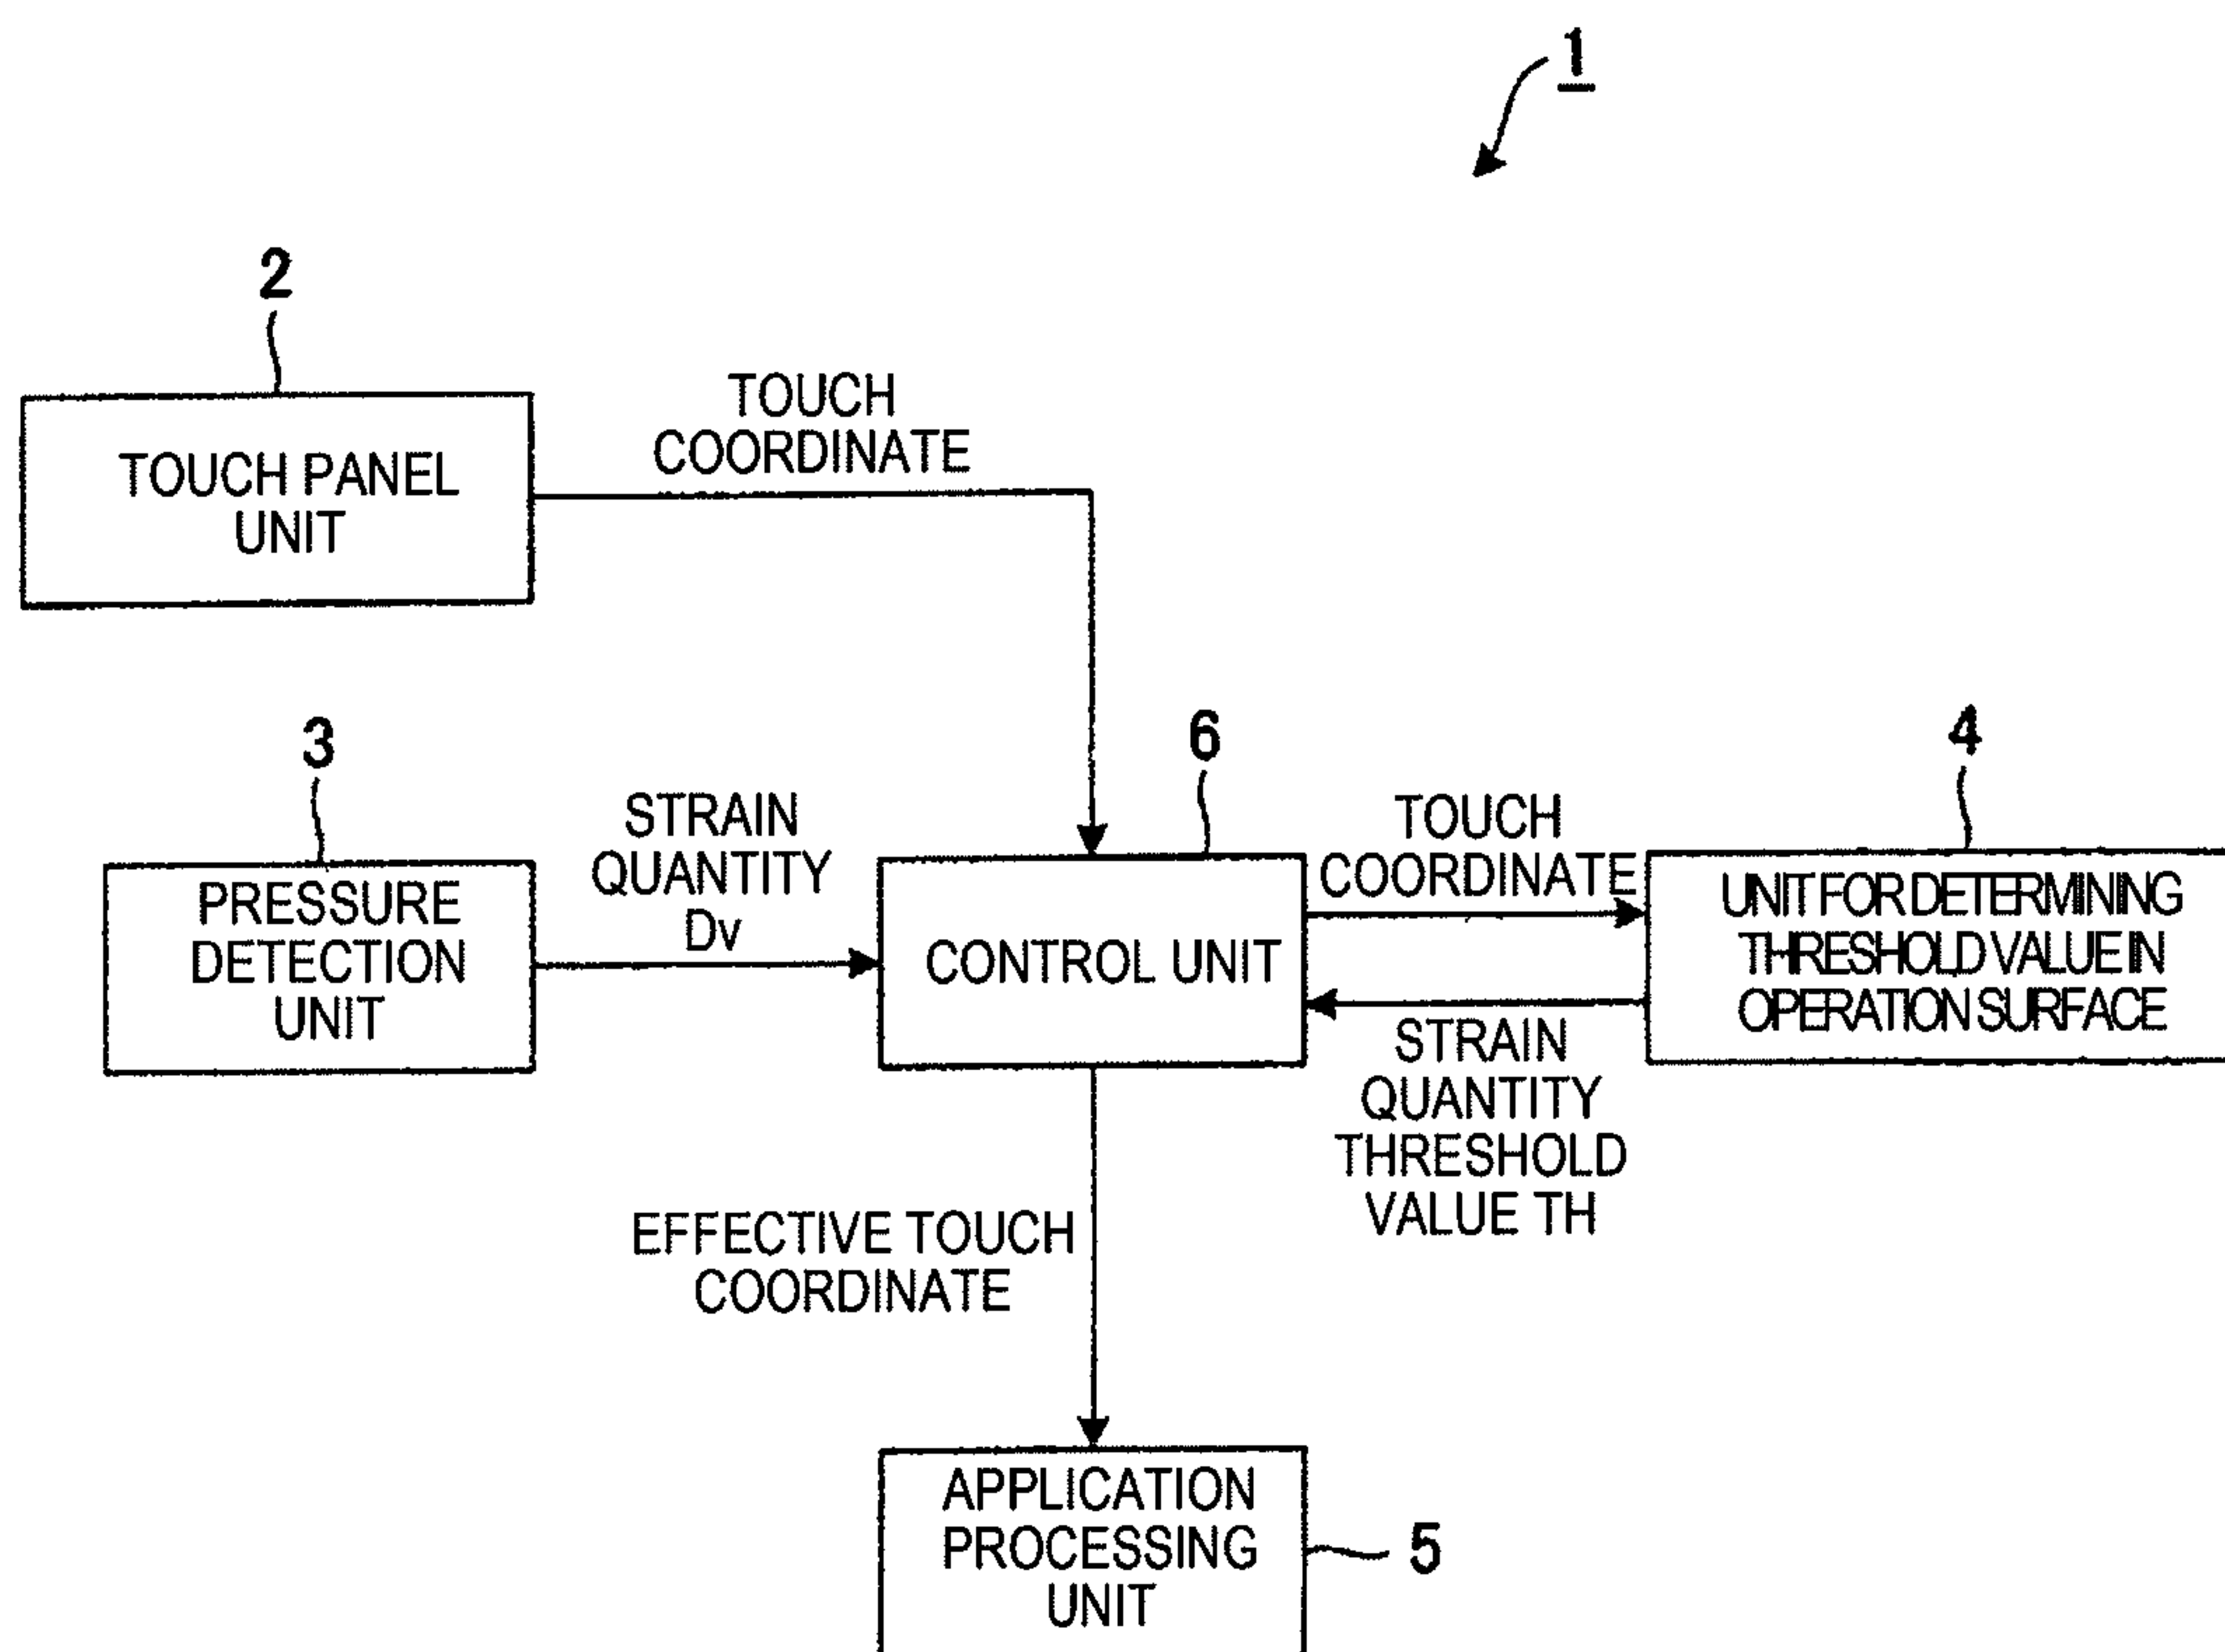 1
2
TOUCH PANEL
UNIT
TOUCH
COORDINATE
3
PRESSURE
DETECTION
UNIT
STRAIN
QUANTITY
Dv
6
CONTROL UNIT
TOUCH
COORDINATE
4
UNIT FOR DETERMINING
THRESHOLD VALUE IN
OPERATION SURFACE
STRAIN
QUANTITY
THRESHOLD
VALUE TH
EFFECTIVE TOUCH
COORDINATE
APPLICATION
PROCESSING
UNIT
5